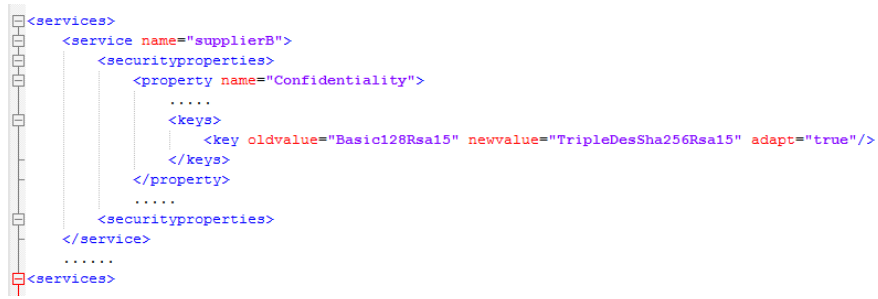 <services>
<service name="supplierB">
<securityproperties>
<property name="Confidentiality">
.....
<keys>
<key oldvalue="Basic128Rsa15" newvalue="TripleDesSha256Rsa15" adapt="true"/>
</keys>
</property>
.....
<securityproperties>
</service>
......
<services>